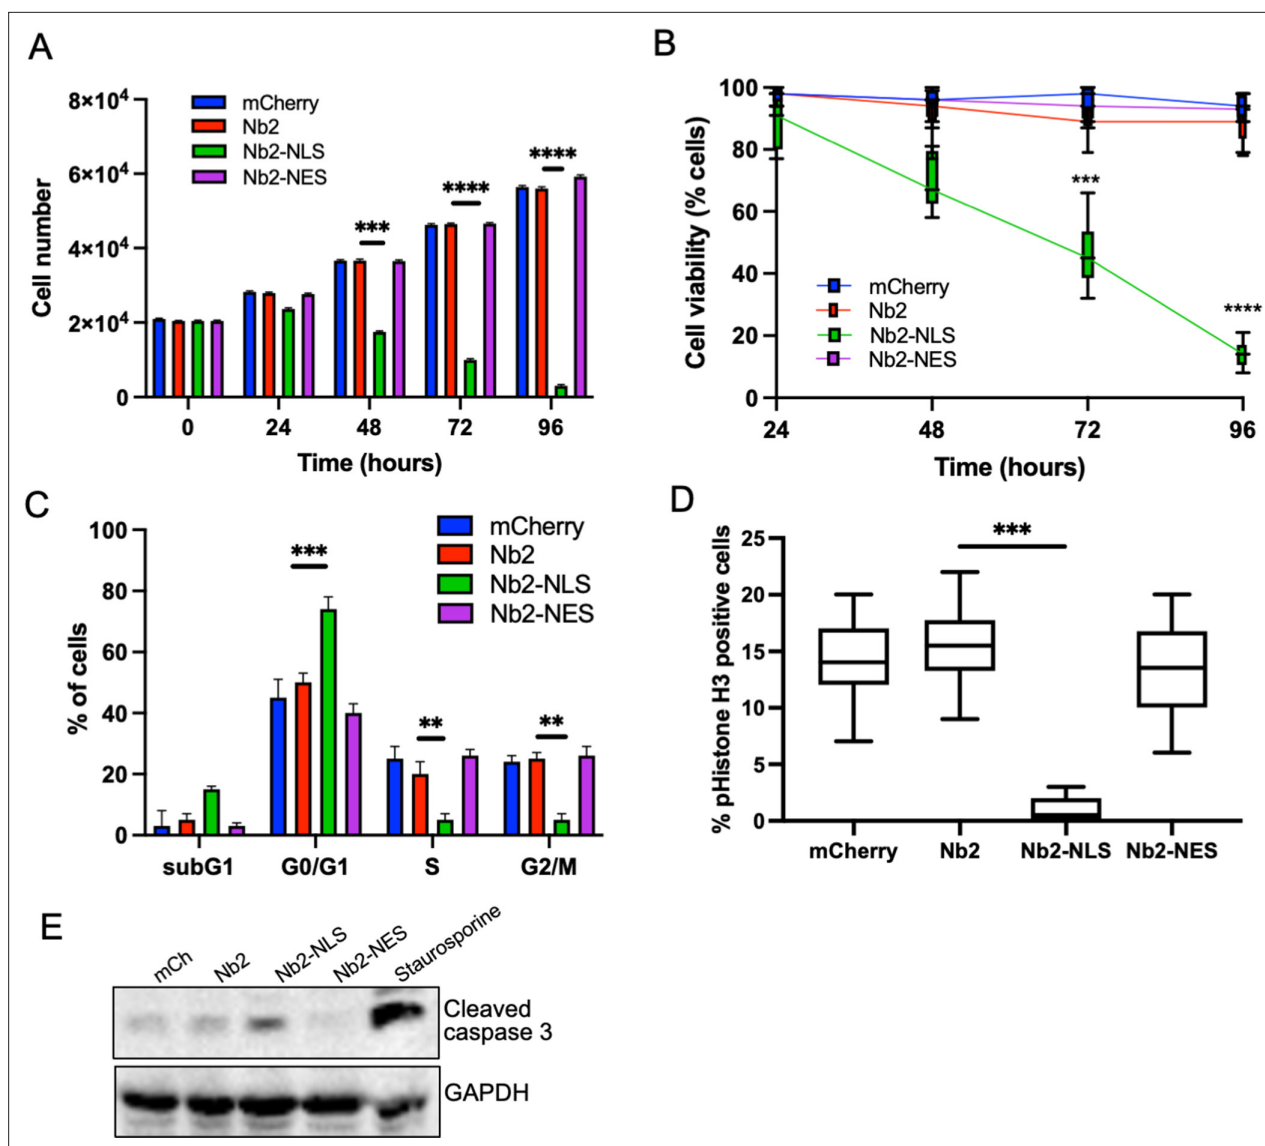 A
8×10⁴
6×10⁴
4×10⁴
2×10⁴
0
Cell number
mCherry
Nb2
Nb2-NLS
Nb2-NES
***
****
****
0 24 48 72 96
Time (hours)
B
100
80
60
40
20
0
Cell viability (% cells)
***
****
mCherry
Nb2
Nb2-NLS
Nb2-NES
24 48 72 96
Time (hours)
C
100
80
60
40
20
0
% of cells
mCherry
Nb2
Nb2-NLS
Nb2-NES
***
**
**
subG1 G0/G1 S G2/M
D
25
20
15
10
5
0
% pHistone H3 positive cells
***
mCherry Nb2 Nb2-NLS Nb2-NES
E
mCh Nb2 Nb2-NLS Nb2-NES Staurosporine
Cleaved
caspase 3
GAPDH